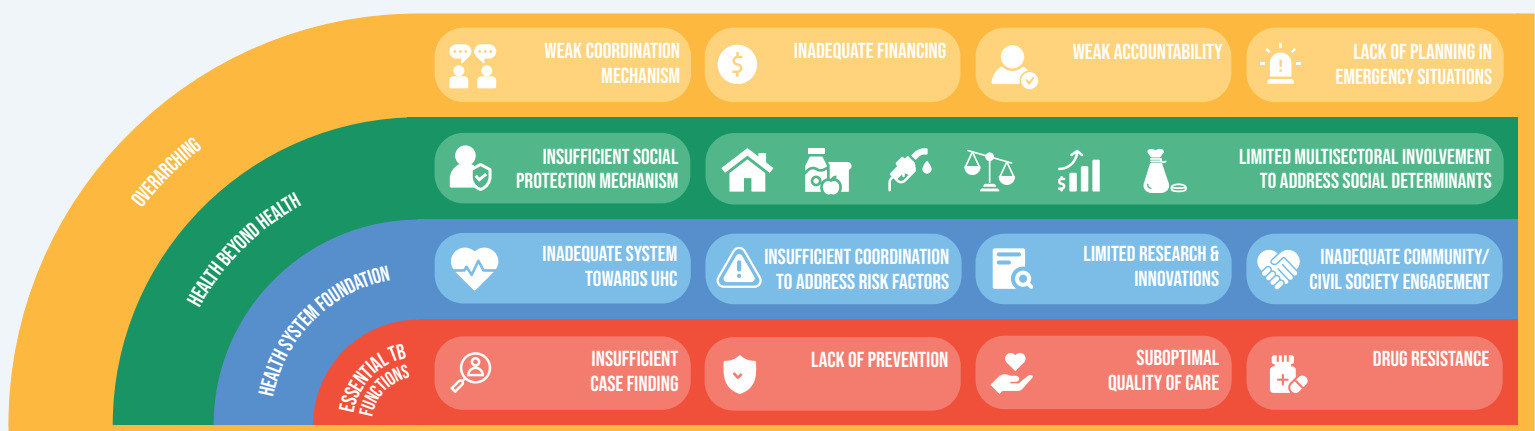 OVERARCHING
WEAK COORDINATION
MECHANISM
INADEQUATE FINANCING
WEAK ACCOUNTABILITY
LACK OF PLANNING IN
EMERGENCY SITUATIONS
HEALTH BEYOND HEALTH
INSUFFICIENT SOCIAL
PROTECTION MECHANISM
LIMITED MULTISECTORAL INVOLVEMENT
TO ADDRESS SOCIAL DETERMINANTS
HEALTH SYSTEM FOUNDATION
INADEQUATE SYSTEM
TOWARDS UHC
INSUFFICIENT COORDINATION
TO ADDRESS RISK FACTORS
LIMITED RESEARCH &
INNOVATIONS
INADEQUATE COMMUNITY/
CIVIL SOCIETY ENGAGEMENT
ESSENTIAL TB
FUNCTIONS
INSUFFICIENT
CASE FINDING
LACK OF PREVENTION
SUBOPTIMAL
QUALITY OF CARE
DRUG RESISTANCE